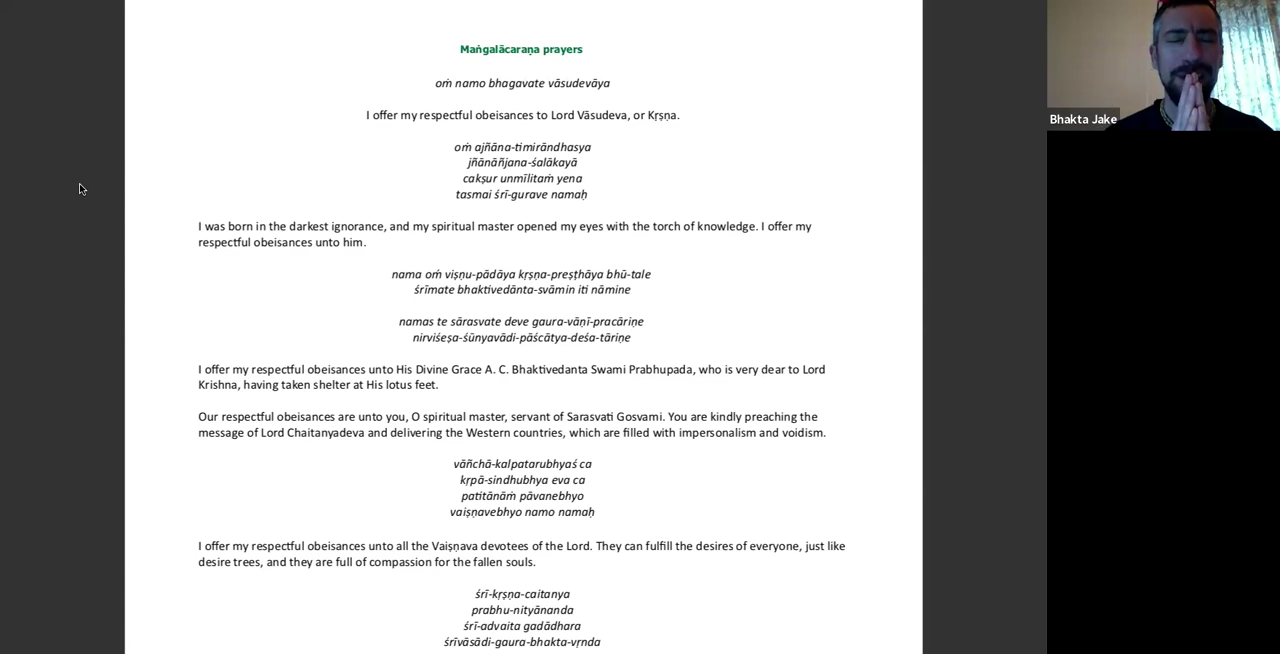 Maṅgalācaraṇa prayers
oṁ namo bhagavate vāsudevāya
I offer my respectful obeisances to Lord Vāsudeva, or Kṛṣṇa.
oṁ ajñāna-timirāndhasya
jñānāñjana-śalākayā
cakṣur unmīlitaṁ yena
tasmai śrī-gurave namaḥ
I was born in the darkest ignorance, and my spiritual master opened my eyes with the torch of knowledge. I offer my
respectful obeisances unto him.
nama oṁ viṣṇu-pādāya kṛṣṇa-preṣṭhāya bhū-tale
śrīmate bhaktivedānta-svāmin iti nāmine
namas te sārasvate deve gaura-vāṇī-pracāriṇe
nirviśeṣa-śūnyavādi-pāścātya-deśa-tāriṇe
I offer my respectful obeisances unto His Divine Grace A. C. Bhaktivedanta Swami Prabhupada, who is very dear to Lord
Krishna, having taken shelter at His lotus feet.
Our respectful obeisances are unto you, O spiritual master, servant of Sarasvati Gosvami. You are kindly preaching the
message of Lord Chaitanyadeva and delivering the Western countries, which are filled with impersonalism and voidism.
vāñchā-kalpatarubhyaś ca
kṛpā-sindhubhya eva ca
patitānāṁ pāvanebhyo
vaiṣṇavebhyo namo namaḥ
I offer my respectful obeisances unto all the Vaiṣṇava devotees of the Lord. They can fulfill the desires of everyone, just like
desire trees, and they are full of compassion for the fallen souls.
śrī-kṛṣṇa-caitanya
prabhu-nityānanda
śrī-advaita gadādhara
śrīvāsādi-gaura-bhakta-vṛnda
Bhakta Jake